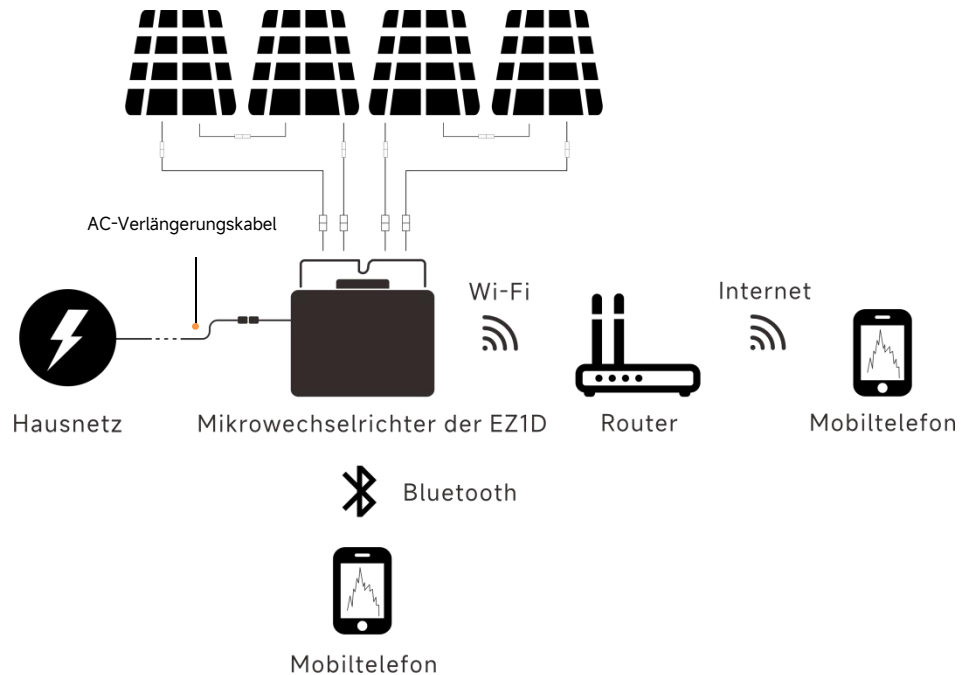 AC-Verlängerungskabel
Wi-Fi
Internet
Hausnetz
Mikrowechselrichter der EZ1D
Router
Mobiltelefon
Bluetooth
Mobiltelefon